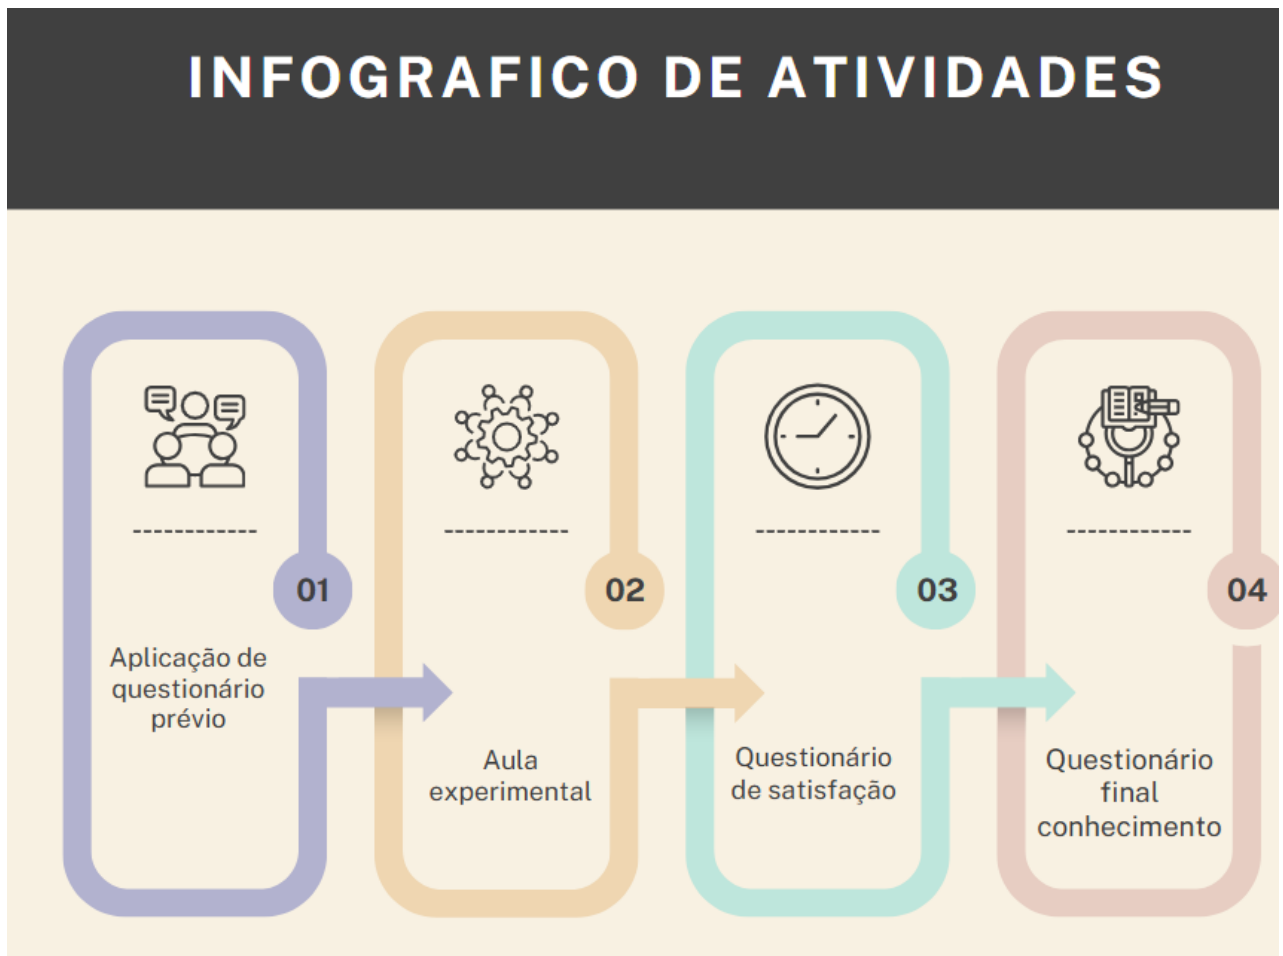 INFOGRAFICO DE ATIVIDADES
01
Aplicação de
questionário
prévio
02
Aula
experimental
03
Questionário
de satisfação
04
Questionário
final
conhecimento